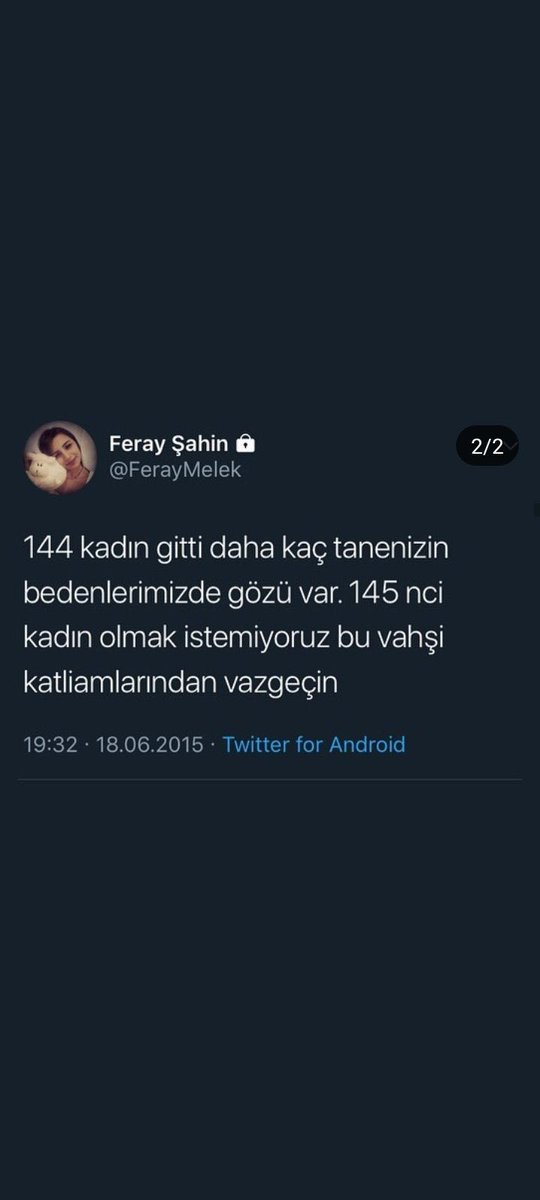 Feray Şahin
@FerayMelek
2/2
144 kadın gitti daha kaç tanenizin
bedenlerimizde gözü var. 145 nci
kadın olmak istemiyoruz bu vahşi
katliamlarından vazgeçin
19:32 · 18.06.2015 · Twitter for Android